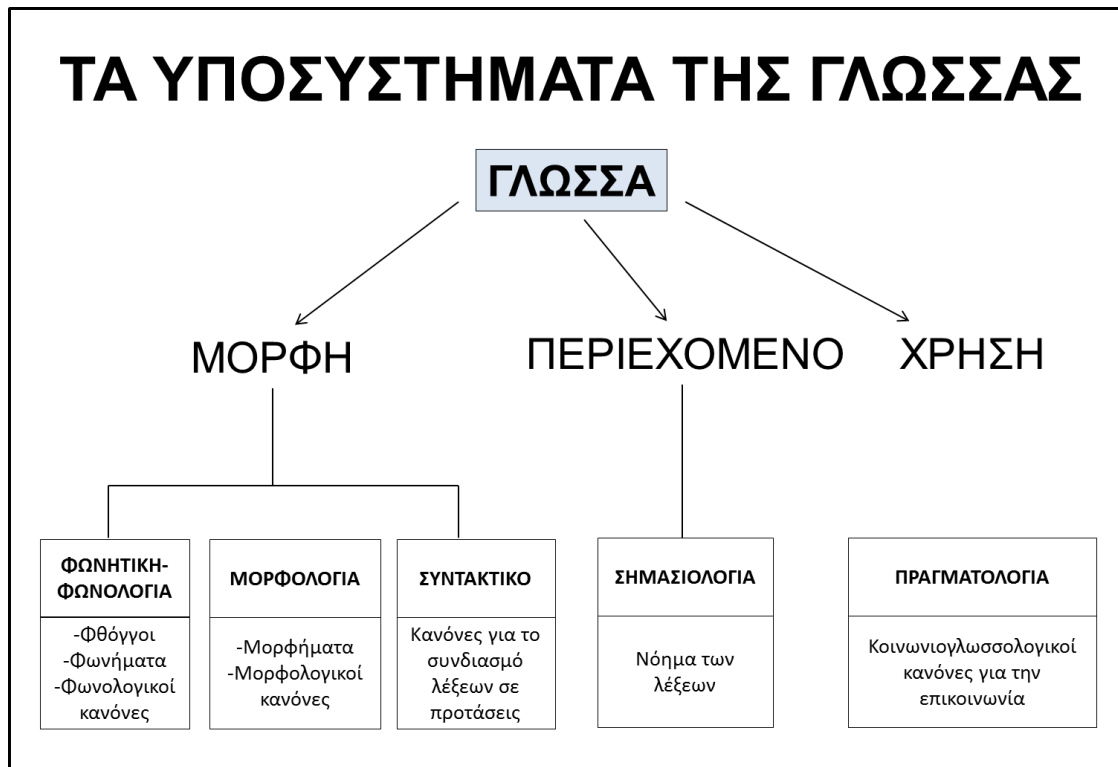 ΤΑ ΥΠΟΣΥΣΤΗΜΑΤΑ ΤΗΣ ΓΛΩΣΣΑΣ
ΓΛΩΣΣΑ
ΜΟΡΦΗ
ΠΕΡΙΕΧΟΜΕΝΟ
ΧΡΗΣΗ
ΦΩΝΗΤΙΚΗ-
ΦΩΝΟΛΟΓΙΑ
-Φθόγγοι
-Φωνήματα
-Φωνολογικοί
κανόνες
ΜΟΡΦΟΛΟΓΙΑ
-Μορφήματα
-Μορφολογικοί
κανόνες
ΣΥΝΤΑΚΤΙΚΟ
Κανόνες για το
συνδιασμό
λέξεων σε
προτάσεις
ΣΗΜΑΣΙΟΛΟΓΙΑ
Νόημα των
λέξεων
ΠΡΑΓΜΑΤΟΛΟΓΙΑ
Κοινωνιογλωσσολογικοί
κανόνες για την
επικοινωνία